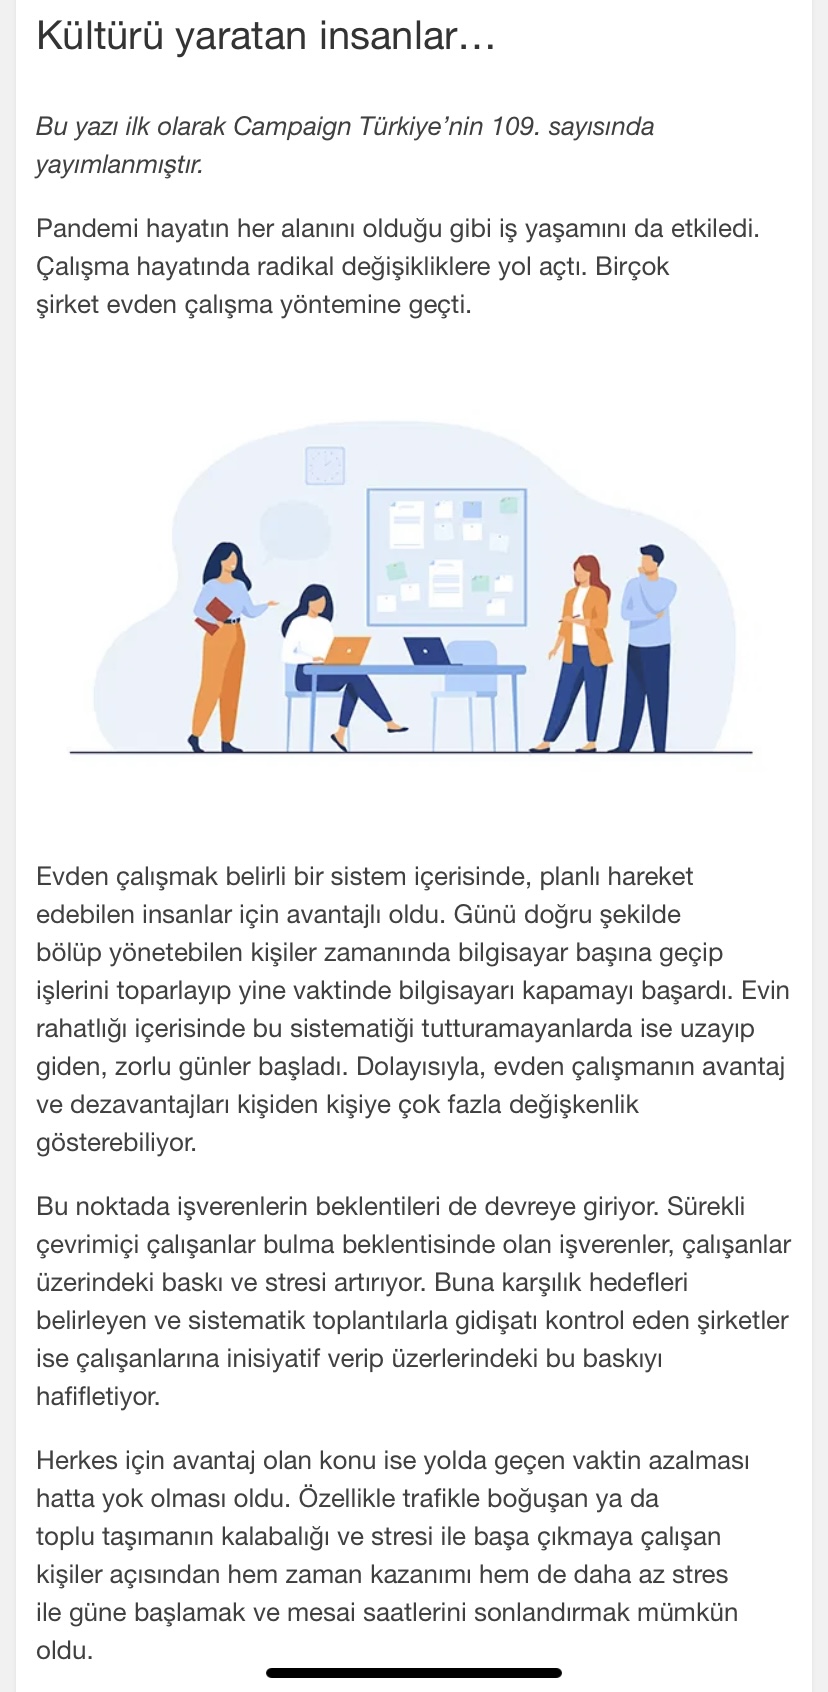 Kültürü yaratan insanlar…
Bu yazı ilk olarak Campaign Türkiye’nin 109. sayısında
yayımlanmıştır.
Pandemi hayatın her alanını olduğu gibi iş yaşamını da etkiledi.
Çalışma hayatında radikal değişikliklere yol açtı. Birçok
şirket evden çalışma yöntemine geçti.
Evden çalışmak belirli bir sistem içerisinde, planlı hareket
edebilen insanlar için avantajlı oldu. Günü doğru şekilde
bölüp yönetebilen kişiler zamanında bilgisayar başına geçip
işlerini toparlayıp yine vaktinde bilgisayarı kapamayı başardı. Evin
rahatlığı içerisinde bu sistematiği tutturamayanlarda ise uzayıp
giden, zorlu günler başladı. Dolayısıyla, evden çalışmanın avantaj
ve dezavantajları kişiden kişiye çok fazla değişkenlik
gösterebiliyor.
Bu noktada işverenlerin beklentileri de devreye giriyor. Sürekli
çevrimiçi çalışanlar bulma beklentisinde olan işverenler, çalışanlar
üzerindeki baskı ve stresi artırıyor. Buna karşılık hedefleri
belirleyen ve sistematik toplantılarla gidişatı kontrol eden şirketler
ise çalışanlarına inisiyatif verip üzerlerindeki bu baskıyı
hafifletiyor.
Herkes için avantaj olan konu ise yolda geçen vaktin azalması
hatta yok olması oldu. Özellikle trafikle boğuşan ya da
toplu taşımanın kalabalığı ve stresi ile başa çıkmaya çalışan
kişiler açısından hem zaman kazanımı hem de daha az stres
ile güne başlamak ve mesai saatlerini sonlandırmak mümkün
oldu.